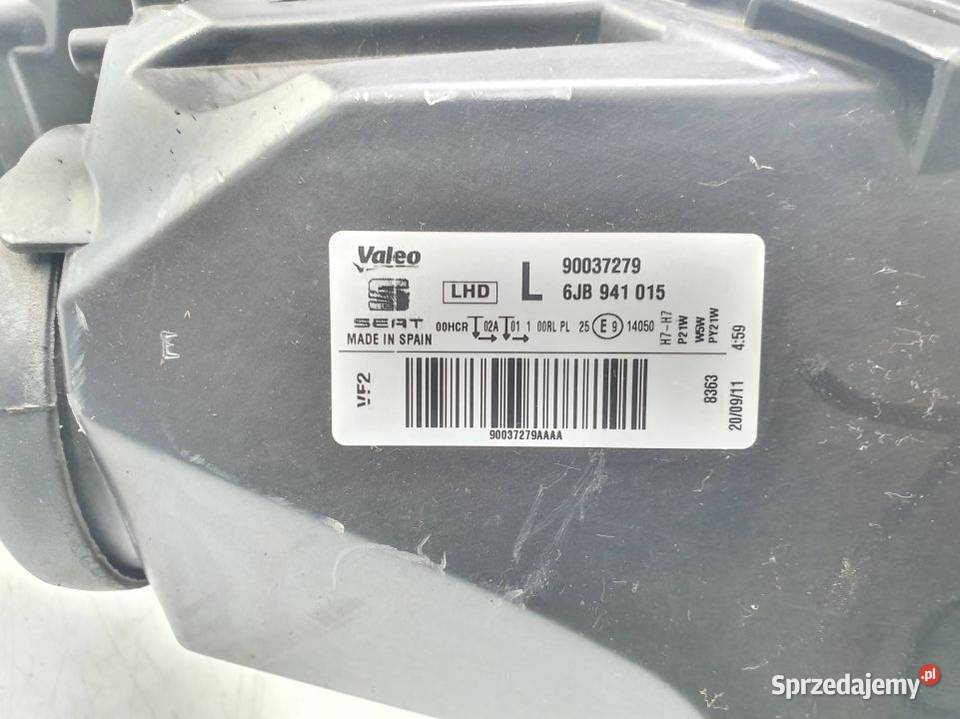 Valeo
LHD
L
90037279
6JB 941 015
SEAT
MADE IN SPAIN
00HCR 02A 01 1 00RL PL 25 E 9 14050
H7-H7
P21W
W5W
PY21W
4:59
VF2
90037279AAAA
8363
20/09/11
Sprzedajemy.pl